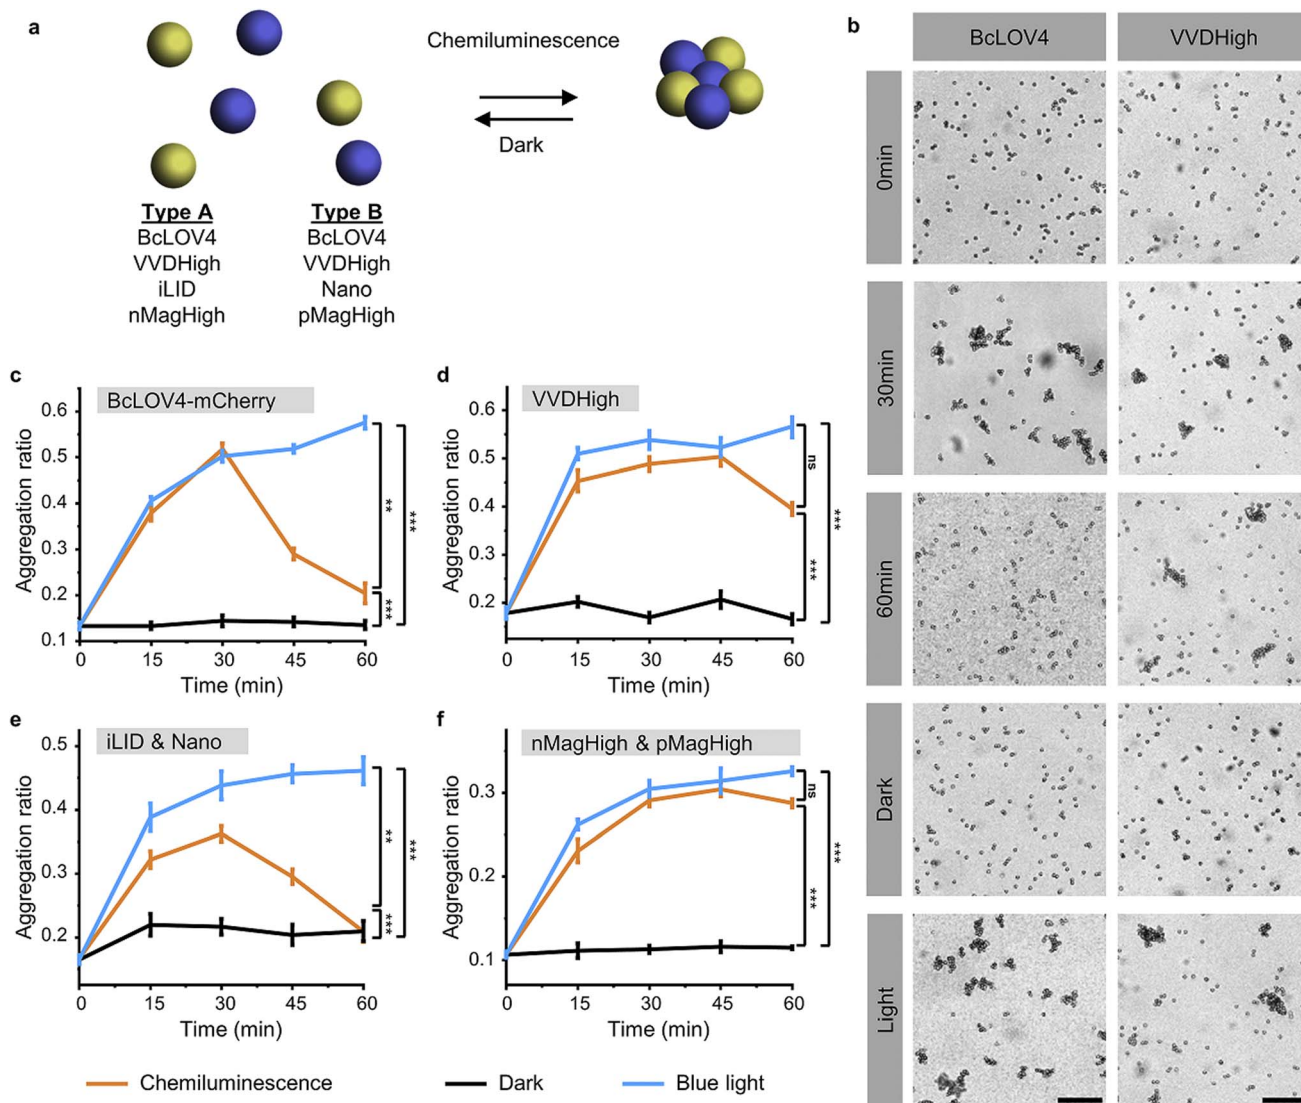 a
Chemiluminescence
Dark
Type A
BcLOV4
VVDHigh
iLID
nMagHigh
Type B
BcLOV4
VVDHigh
Nano
pMagHigh
b
BcLOV4
VVDHigh
0min
30min
60min
Dark
Light
c
BcLOV4-mCherry
Aggregation ratio
0.6
0.5
0.4
0.3
0.2
0.1
0
15
30
45
60
Time (min)
**
***
***
d
VVDHigh
Aggregation ratio
0.6
0.5
0.4
0.3
0.2
0
15
30
45
60
Time (min)
ns
***
***
e
iLID & Nano
Aggregation ratio
0.5
0.4
0.3
0.2
0
15
30
45
60
Time (min)
**
***
***
f
nMagHigh & pMagHigh
Aggregation ratio
0.3
0.2
0.1
0
15
30
45
60
Time (min)
ns
***
***
Chemiluminescence
Dark
Blue light